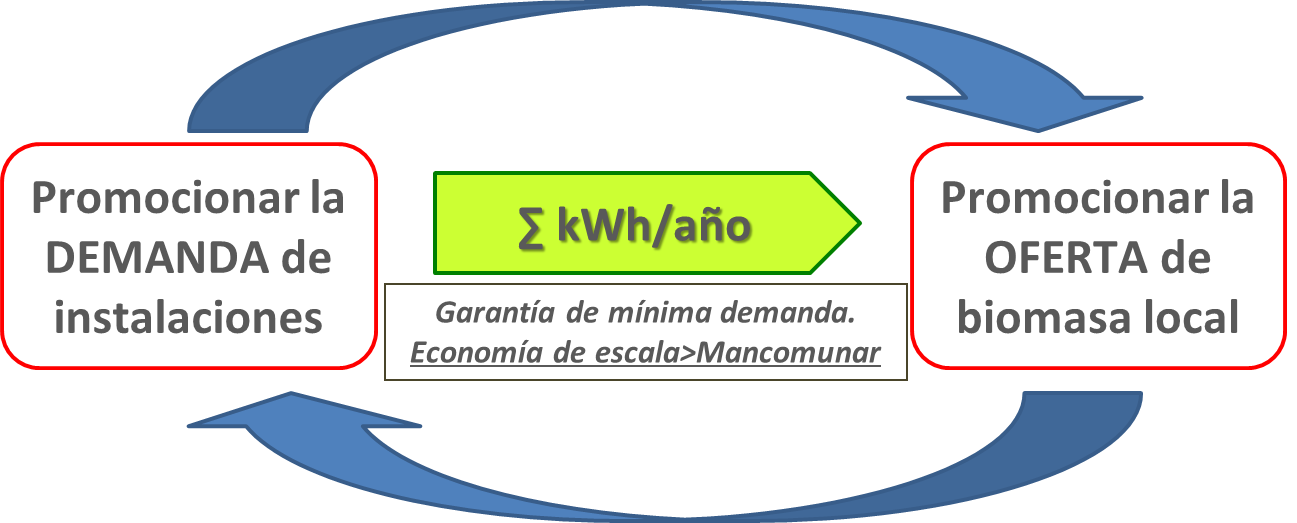 Promocionar la
DEMANDA de
instalaciones
∑ kWh/año
Garantía de mínima demanda.
Economía de escala>Mancomunar
Promocionar la
OFERTA de
biomasa local